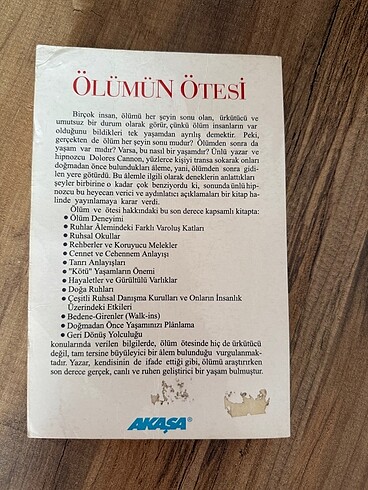 ÖLÜMÜN ÖTESİ
Birçok insan, ölümü her şeyin sonu olan, ürkütücü ve
umutsuz bir durum olarak görür, çünkü ölüm insanların var
olduğunu bildikleri tek yaşamdan ayrılış demektir. Peki,
gerçekten de ölüm her şeyin sonu mudur? Ölümden sonra da
yaşam var mıdır? Varsa, bu nasıl bir yaşamdır? Ünlü yazar ve
hipnozcu Dolores Cannon, yüzlerce kişiyi transa sokarak onları
doğmadan önce bulundukları âleme, yani, ölümden sonra gidi-
len yere götürdü. Bu âlemle ilgili olarak deneklerin anlattıkları
şeyler birbirine o kadar çok benziyordu ki, sonunda ünlü hip-
nozcu bu heyecan verici ve aydınlatıcı açıklamaları bir kitap ha-
linde yayınlamaya karar verdi.
Ölüm ve ötesi hakkındaki bu son derece kapsamlı kitapta:
● Ölüm Deneyimi
● Ruhlar Âlemindeki Farklı Varoluş Katları
● Ruhsal Okullar
● Rehberler ve Koruyucu Melekler
● Cennet ve Cehennem Anlayışı
● Tanrı Anlayışları
● "Kötü" Yaşamların Önemi
● Hayaletler ve Gürültülü Varlıklar
● Doğa Ruhları
● Çeşitli Ruhsal Danışma Kurulları ve Onların İnsanlık
Üzerindeki Etkileri
● Bedene-Girenler (Walk-ins)
● Doğmadan Önce Yaşamınızı Plânlama
● Geri Dönüş Yolculuğu
konularında verilen bilgilerde, ölüm ötesinde hiç de ürkütücü
değil, tam tersine büyüleyici bir âlem bulunduğu vurgulanmak-
tadır. Yazar, kendisinin de ifade ettiği gibi, ölümü araştırırken
son derece gerçek, canlı ve ruhen geliştirici bir yaşam bulmuştur.
AKAŞA®